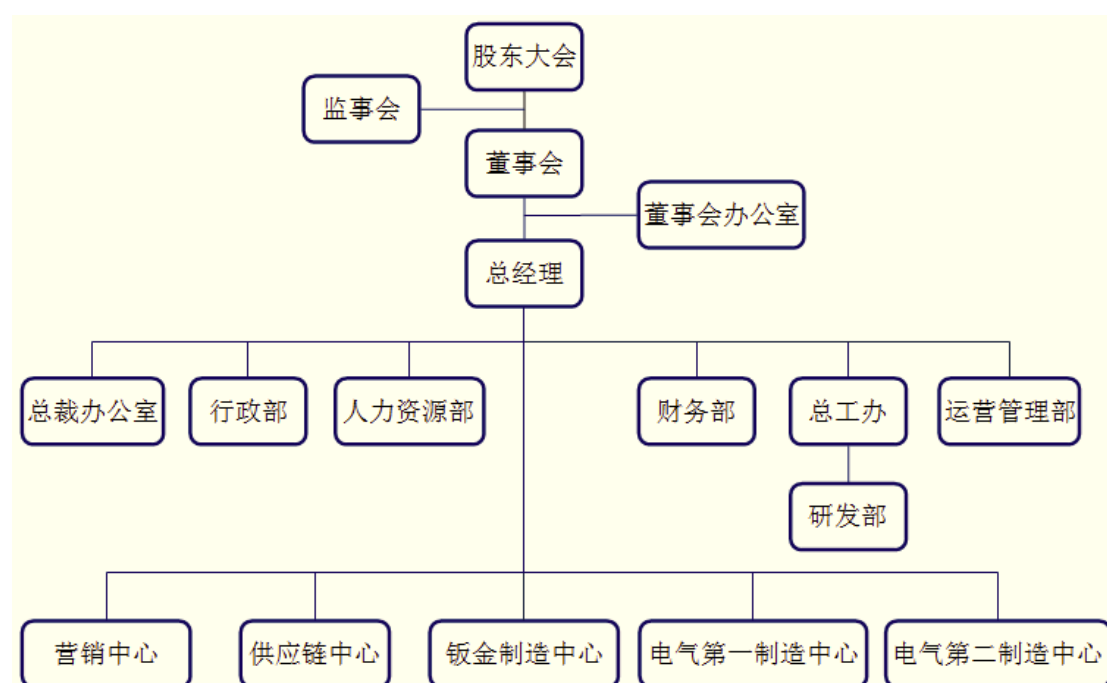 股东大会
监事会
董事会
董事会办公室
总经理
总裁办公室
行政部
人力资源部
财务部
总工办
运营管理部
研发部
营销中心
供应链中心
钣金制造中心
电气第一制造中心
电气第二制造中心